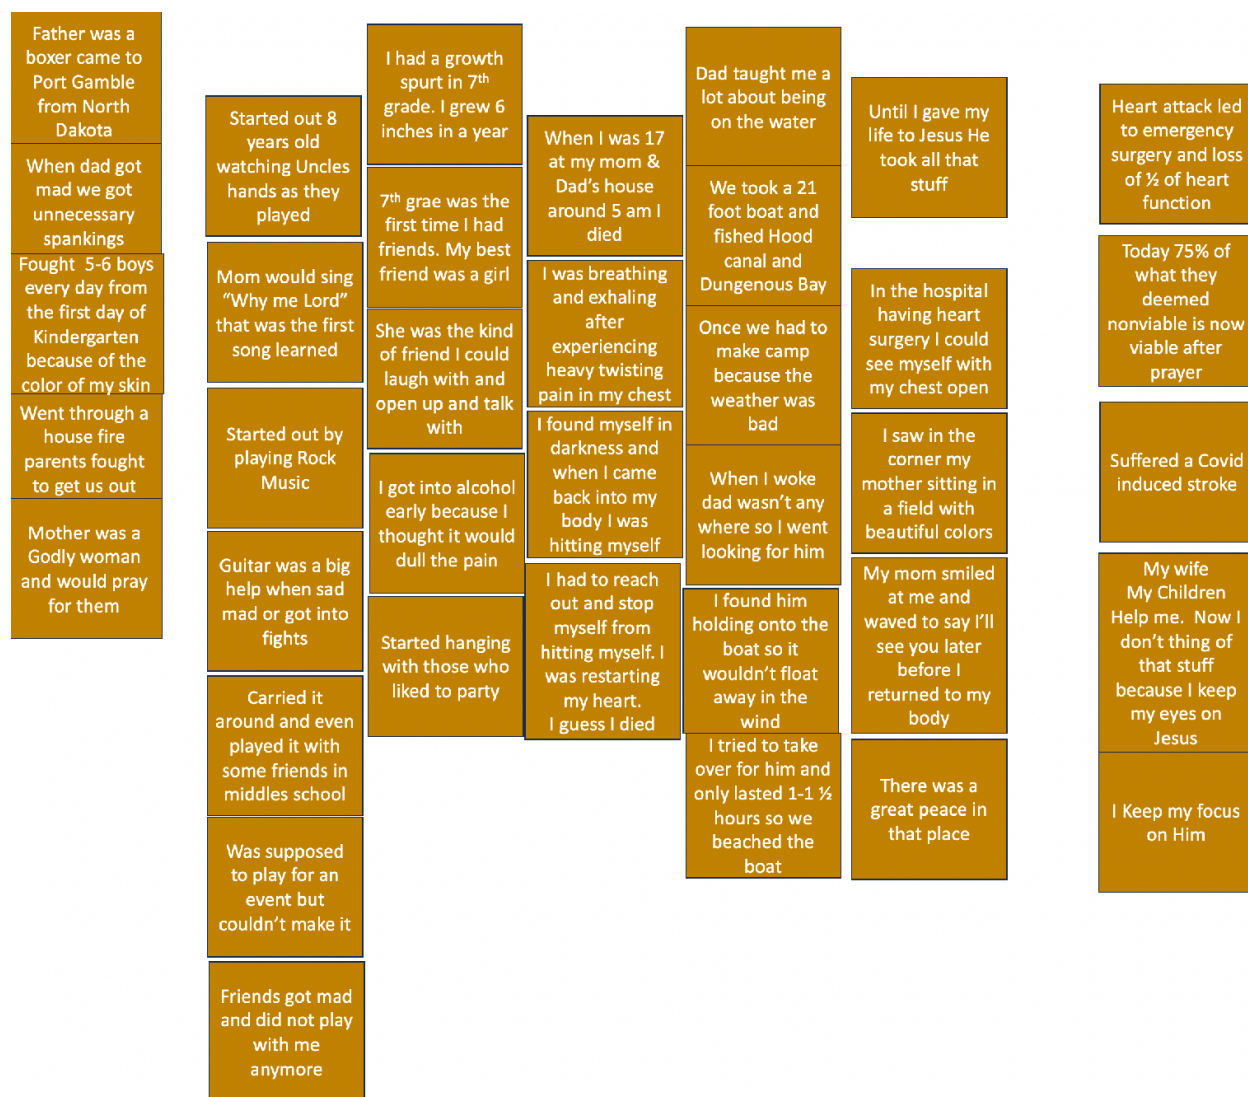 Father was a
boxer came to
Port Gamble
from North
Dakota
When dad got
mad we got
unnecessary
spankings
Fought  5-6 boys
every day from
the first day of
Kindergarten
because of the
color of my skin
Went through a
house fire
parents fought
to get us out
Mother was a
Godly woman
and would pray
for them
Started out 8
years old
watching Uncles
hands as they
played
Mom would sing
“Why me Lord”
that was the first
song learned
Started out by
playing Rock
Music
Guitar was a big
help when sad
mad or got into
fights
Carried it
around and even
played it with
some friends in
middles school
Was supposed
to play for an
event but
couldn’t make it
Friends got mad
and did not play
with me
anymore
I had a growth
spurt in 7th
grade. I grew 6
inches in a year
7th grae was the
first time I had
friends. My best
friend was a girl
She was the kind
of friend I could
laugh with and
open up and talk
with
I got into alcohol
early because I
thought it would
dull the pain
Started hanging
with those who
liked to party
When I was 17
at my mom &
Dad’s house
around 5 am I
died
I was breathing
and exhaling
after
experiencing
heavy twisting
pain in my chest
I found myself in
darkness and
when I came
back into my
body I was
hitting myself
I had to reach
out and stop
myself from
hitting myself. I
was restarting
my heart.
I guess I died
Dad taught me a
lot about being
on the water
We took a 21
foot boat and
fished Hood
canal and
Dungenous Bay
Once we had to
make camp
because the
weather was
bad
When I woke
dad wasn’t any
where so I went
looking for him
I found him
holding onto the
boat so it
wouldn’t float
away in the
wind
I tried to take
over for him and
only lasted 1-1 ½
hours so we
beached the
boat
Until I gave my
life to Jesus He
took all that
stuff
In the hospital
having heart
surgery I could
see myself with
my chest open
I saw in the
corner my
mother sitting in
a field with
beautiful colors
My mom smiled
at me and
waved to say I’ll
see you later
before I
returned to my
body
There was a
great peace in
that place
Heart attack led
to emergency
surgery and loss
of ½ of heart
function
Today 75% of
what they
deemed
nonviable is now
viable after
prayer
Suffered a Covid
induced stroke
My wife
My Children
Help me.  Now I
don’t thing of
that stuff
because I keep
my eyes on
Jesus
I Keep my focus
on Him